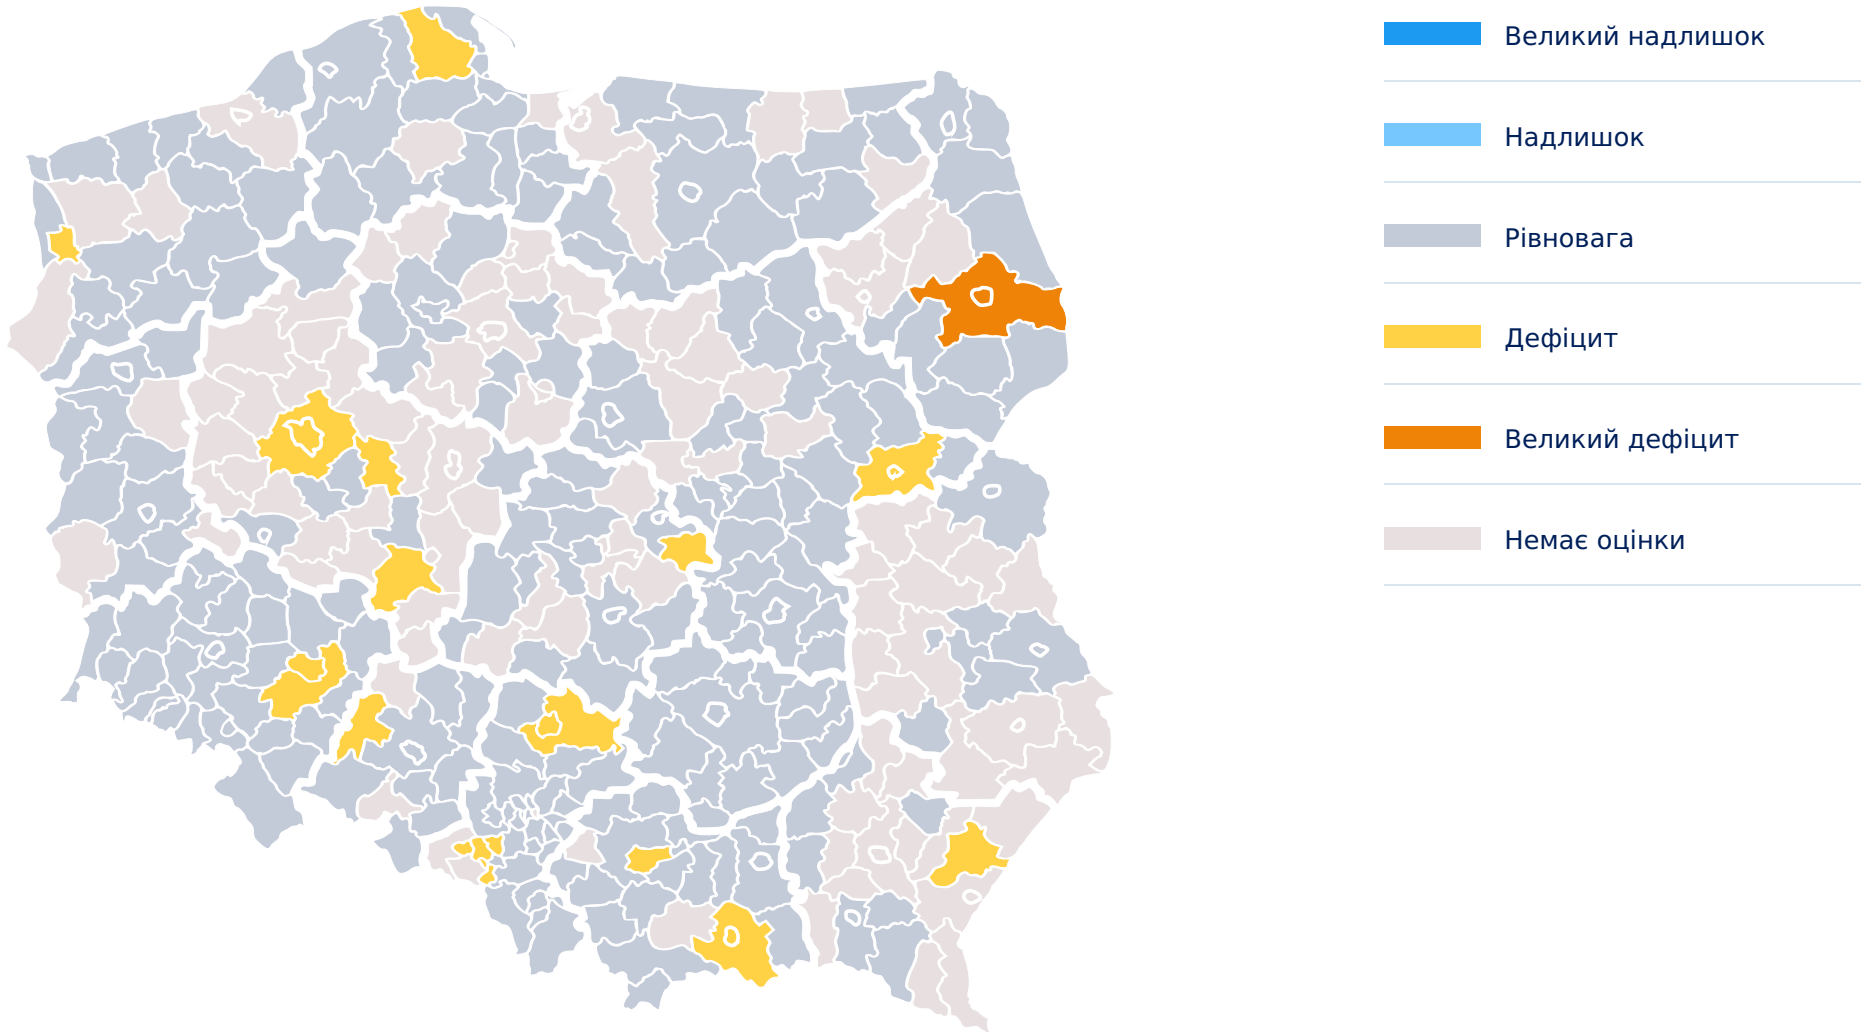 Великий надлишок
Надлишок
Рівновага
Дефіцит
Великий дефіцит
Немає оцінки